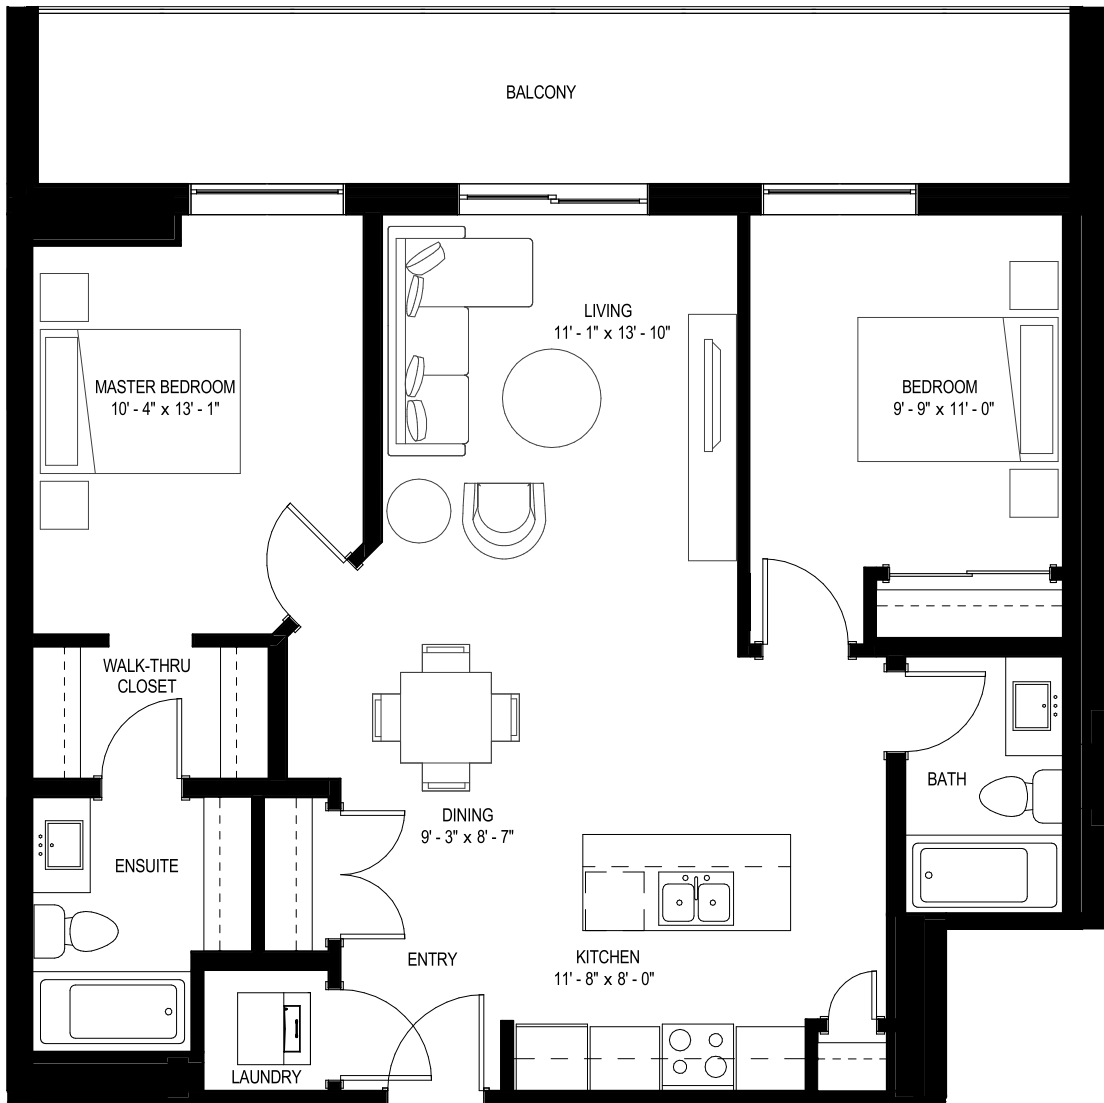 BALCONY
LIVING
11' - 1" x 13' - 10"
MASTER BEDROOM
10' - 4" x 13' - 1"
BEDROOM
9' - 9" x 11' - 0"
WALK-THRU
CLOSET
BATH
DINING
9' - 3" x 8' - 7"
ENSUITE
ENTRY
KITCHEN
11' - 8" x 8' - 0"
LAUNDRY